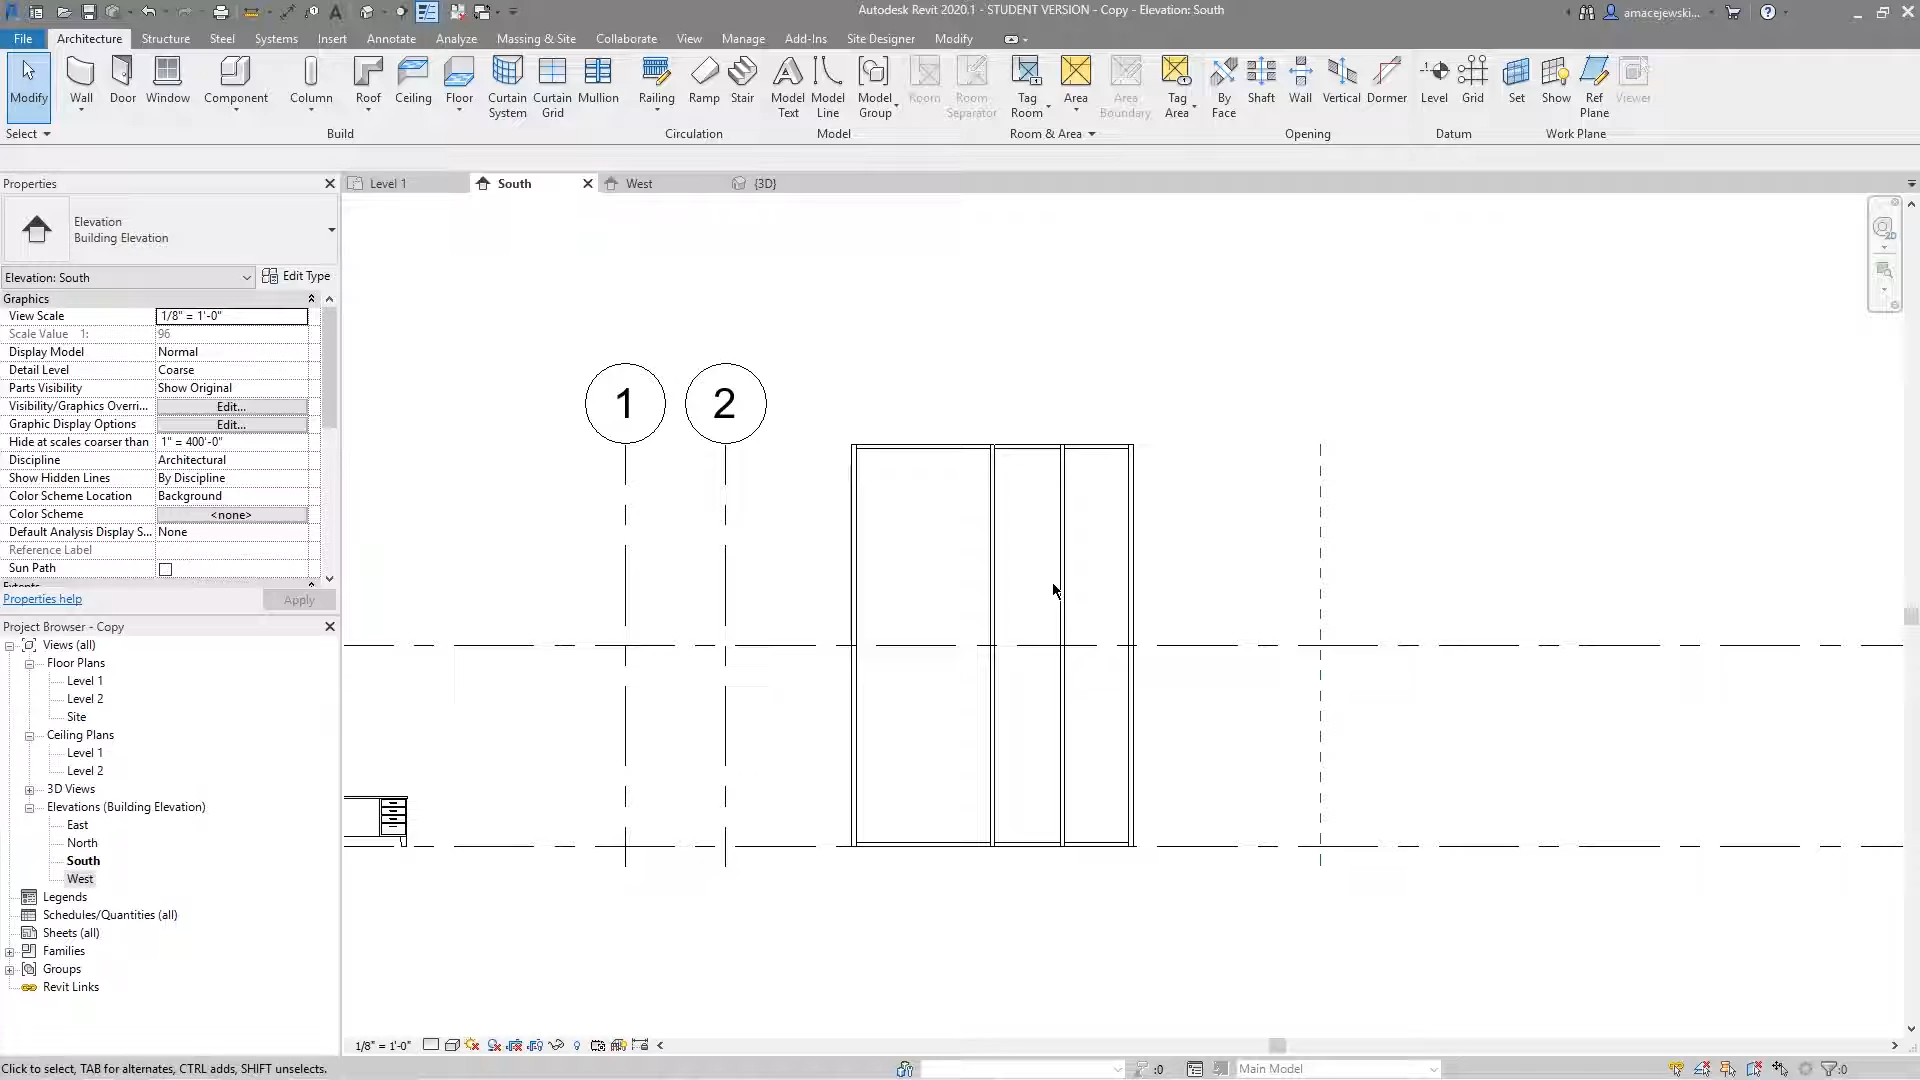 Autodesk Revit 2020.1 - STUDENT VERSION - Copy - Elevation: South
amacejewski...
File Architecture Structure Steel Systems Insert Annotate Analyze Massing & Site Collaborate View Manage Add-Ins Site Designer Modify
Modify Wall Door Window Component Column Roof Ceiling Floor Curtain System Curtain Grid Mullion Railing Ramp Stair Model Text Model Line Model Group Room Room Separator Tag Room Area Area Boundary Tag Area By Face Shaft Wall Vertical Dormer Level Grid Set Show Ref Plane Viewer
Select Build Circulation Model Room & Area Opening Datum Work Plane
Properties
Level 1 South West {3D}
Elevation
Building Elevation
Elevation: South Edit Type
Graphics
View Scale 1/8" = 1'-0"
Scale Value 1: 96
Display Model Normal
Detail Level Coarse
Parts Visibility Show Original
Visibility/Graphics Overri... Edit...
Graphic Display Options Edit...
Hide at scales coarser than 1" = 400'-0"
Discipline Architectural
Show Hidden Lines By Discipline
Color Scheme Location Background
Color Scheme <none>
Default Analysis Display S... None
Reference Label
Sun Path
Extents
Properties help Apply
1 2
Project Browser - Copy
Views (all)
Floor Plans
Level 1
Level 2
Site
Ceiling Plans
Level 1
Level 2
3D Views
Elevations (Building Elevation)
East
North
South
West
Legends
Schedules/Quantities (all)
Sheets (all)
Families
Groups
Revit Links
1/8" = 1'-0"
Click to select, TAB for alternates, CTRL adds, SHIFT unselects. :0 Main Model :0